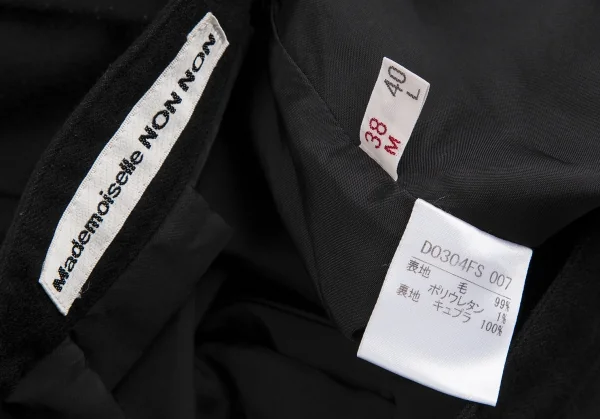 Mademoiselle NON NON
38 40
M L
D0304FS 007
表地 毛 99%
ポリウレタン 1%
裏地 キュプラ 100%